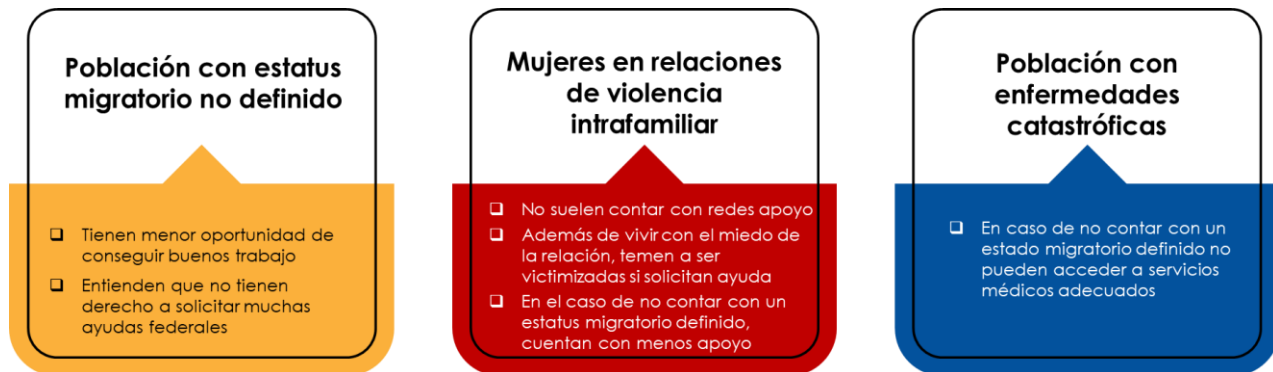 Población con estatus
migratorio no definido
❑ Tienen menor oportunidad de
conseguir buenos trabajo
❑ Entienden que no tienen
derecho a solicitar muchas
ayudas federales
Mujeres en relaciones
de violencia
intrafamiliar
❑ No suelen contar con redes apoyo
❑ Además de vivir con el miedo de
la relación, temen a ser
victimizadas si solicitan ayuda
❑ En el caso de no contar con un
estatus migratorio definido,
cuentan con menos apoyo
Población con
enfermedades
catastróficas
❑ En caso de no contar con un
estado migratorio definido no
pueden acceder a servicios
médicos adecuados